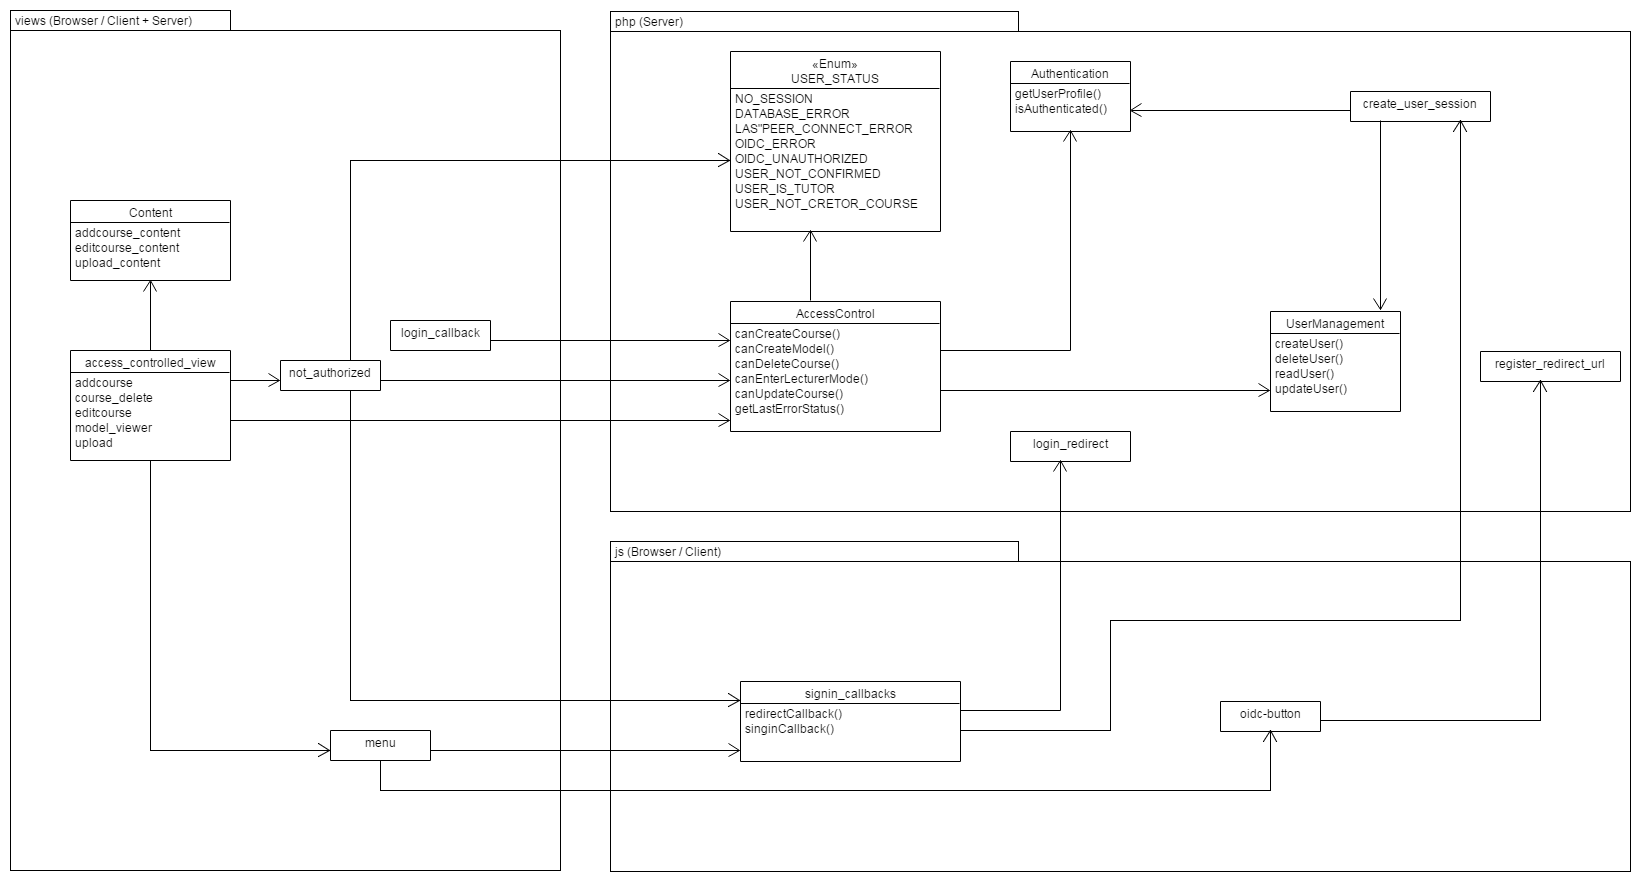 views (Browser / Client + Server)
Content
addcourse_content
editcourse_content
upload_content
access_controlled_view
addcourse
course_delete
editcourse
model_viewer
upload
not_authorized
login_callback
menu
php (Server)
«Enum»
USER_STATUS
NO_SESSION
DATABASE_ERROR
LAS"PEER_CONNECT_ERROR
OIDC_ERROR
OIDC_UNAUTHORIZED
USER_NOT_CONFIRMED
USER_IS_TUTOR
USER_NOT_CRETOR_COURSE
Authentication
getUserProfile()
isAuthenticated()
create_user_session
AccessControl
canCreateCourse()
canCreateModel()
canDeleteCourse()
canEnterLecturerMode()
canUpdateCourse()
getLastErrorStatus()
UserManagement
createUser()
deleteUser()
readUser()
updateUser()
register_redirect_url
login_redirect
js (Browser / Client)
signin_callbacks
redirectCallback()
singinCallback()
oidc-button